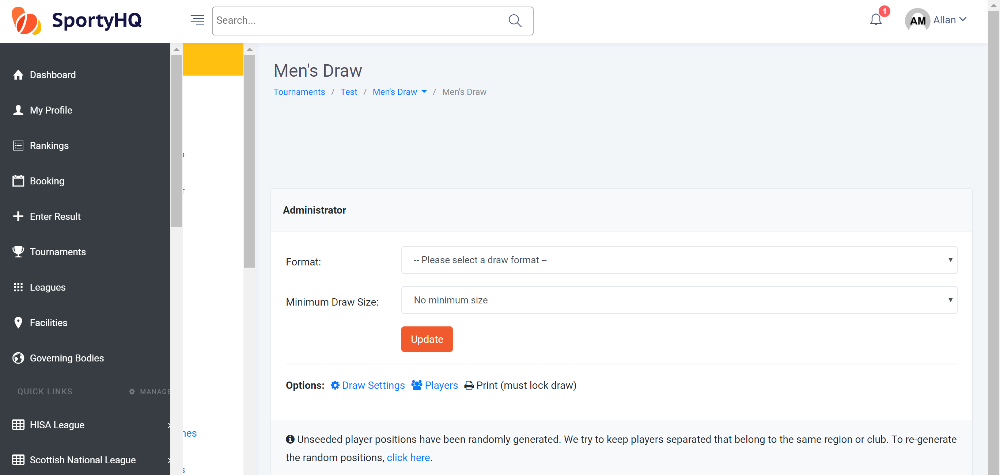 SportyHQ
Search...
1
AM
Allan
Dashboard
My Profile
Rankings
Booking
Enter Result
Tournaments
Leagues
Facilities
Governing Bodies
QUICK LINKS
MANAGE
HISA League
Scottish National League
Men's Draw
Tournaments / Test / Men's Draw / Men's Draw
Administrator
Format:
-- Please select a draw format --
Minimum Draw Size:
No minimum size
Update
Options: Draw Settings Players Print (must lock draw)
Unseeded player positions have been randomly generated. We try to keep players separated that belong to the same region or club. To re-generate
the random positions, click here.